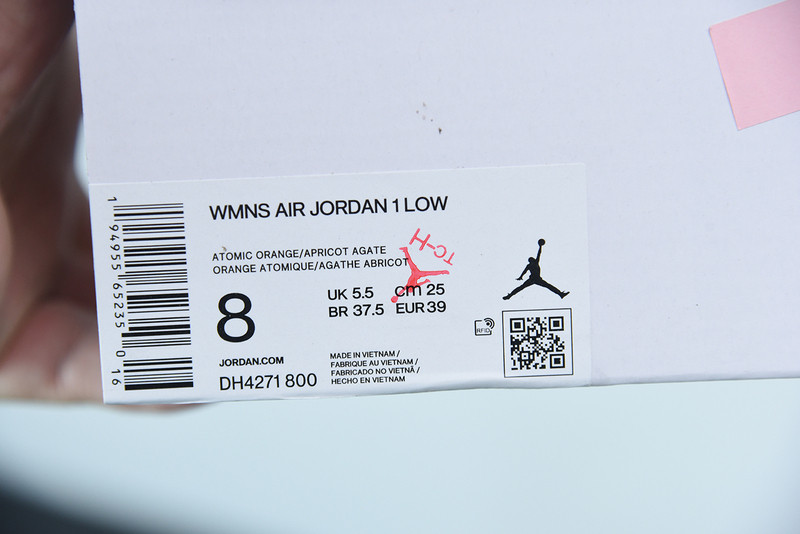 WMNS AIR JORDAN 1 LOW
ATOMIC ORANGE/APRICOT AGATE
ORANGE ATOMIQUE/AGATHE ABRICOT
TC-H
8
UK 5.5 cm 25
BR 37.5 EUR 39
RFID
JORDAN.COM
DH4271 800
MADE IN VIETNAM /
FABRIQUE AU VIETNAM /
FABRICADO NO VIETNÃ /
HECHO EN VIETNAM
1 94955 65235 016